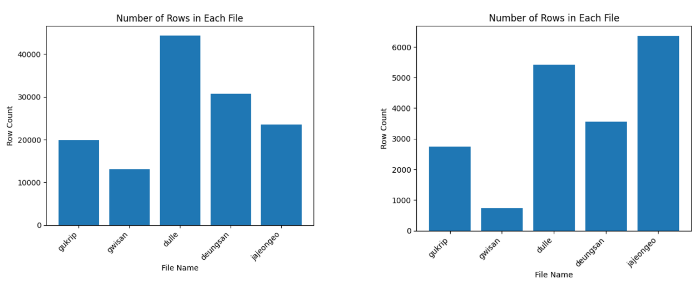 Number of Rows in Each File
Row Count
40000
30000
20000
10000
0
gukrip
gwisan
dulle
deungsan
jajeongeo
File Name
Number of Rows in Each File
Row Count
6000
5000
4000
3000
2000
1000
0
gukrip
gwisan
dulle
deungsan
jajeongeo
File Name